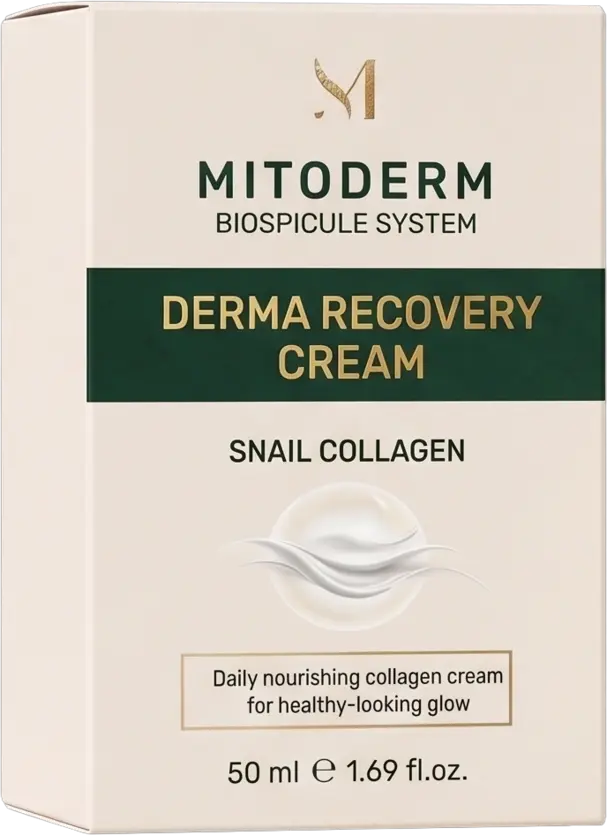 M
MITODERM
BIOSPICULE SYSTEM
DERMA RECOVERY
CREAM
SNAIL COLLAGEN
Daily nourishing collagen cream
for healthy-looking glow
50 ml ℮ 1.69 fl.oz.